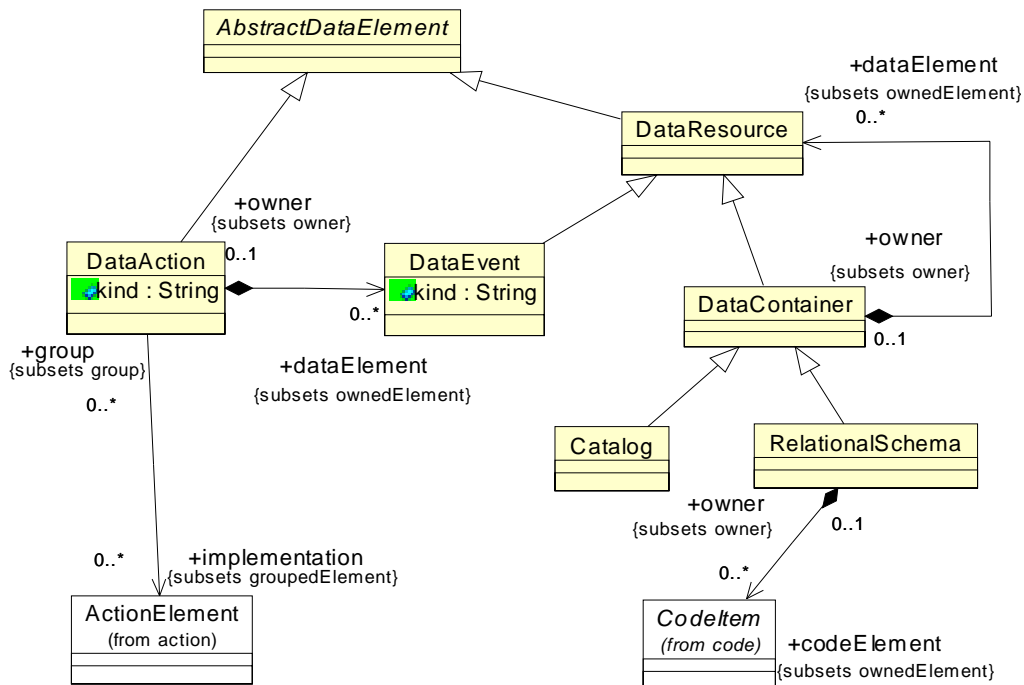 AbstractDataElement
+dataElement
{subsets ownedElement}
0..*
DataResource
+owner
{subsets owner}
0..1
DataAction
kind : String
DataEvent
kind : String
0..*
+dataElement
{subsets ownedElement}
+owner
{subsets owner}
DataContainer
0..1
+group
{subsets group}
0..*
Catalog
RelationalSchema
+owner
{subsets owner}
0..1
0..*
+implementation
{subsets groupedElement}
0..*
ActionElement
(from action)
CodeItem
(from code)
+codeElement
{subsets ownedElement}